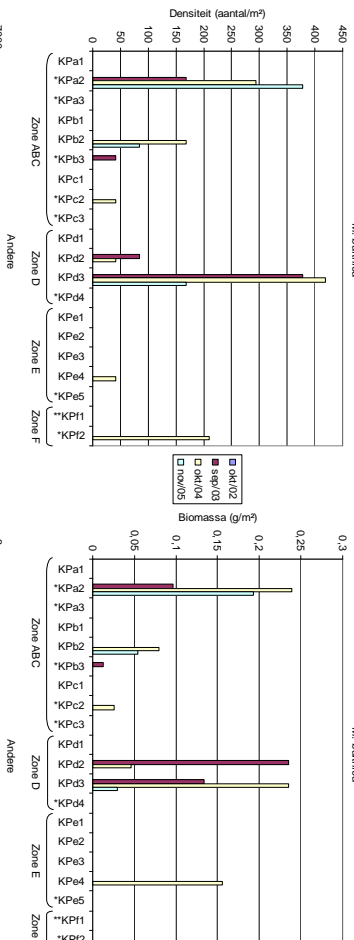 Densiteit (aantal/m²)
0
50
100
150
200
250
300
350
400
450
KPa1
*KPa2
*KPa3
KPb1
KPb2
*KPb3
KPc1
*KPc2
*KPc3
KPd1
KPd2
KPd3
*KPd4
KPe1
KPe2
KPe3
KPe4
*KPe5
**KPf1
*KPf2
Zone ABC
Zone D
Zone E
Zone F
Andere
okt/02
sep/03
okt/04
nov/05
Biomassa (g/m²)
0
0,05
0,1
0,15
0,2
0,25
0,3
KPa1
*KPa2
*KPa3
KPb1
KPb2
*KPb3
KPc1
*KPc2
*KPc3
KPd1
KPd2
KPd3
*KPd4
KPe1
KPe2
KPe3
KPe4
*KPe5
**KPf1
*KPf2
Zone ABC
Zone D
Zone E
Zone
Andere